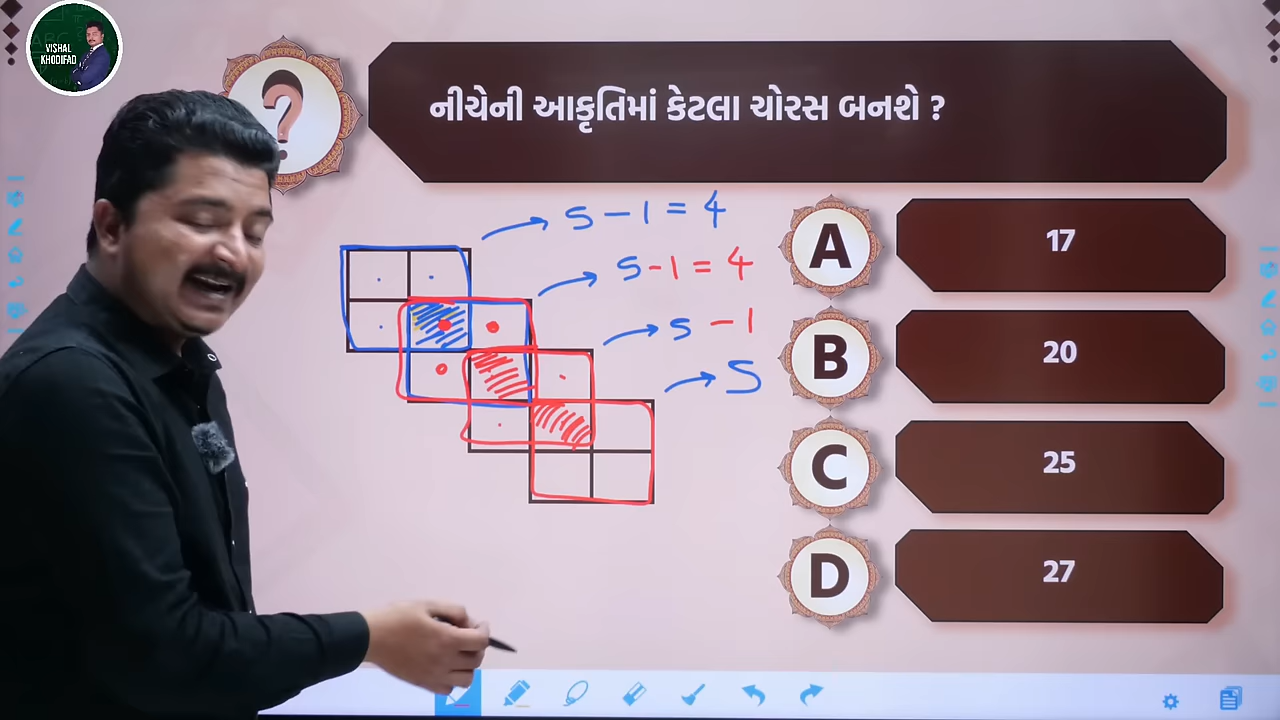 VISHAL
KHODIFAD
?
નીચેની આકૃતિમાં કેટલા ચોરસ બનશે ?
5 - 1 = 4
5 - 1 = 4
5 - 1
5
A 17
B 20
C 25
D 27